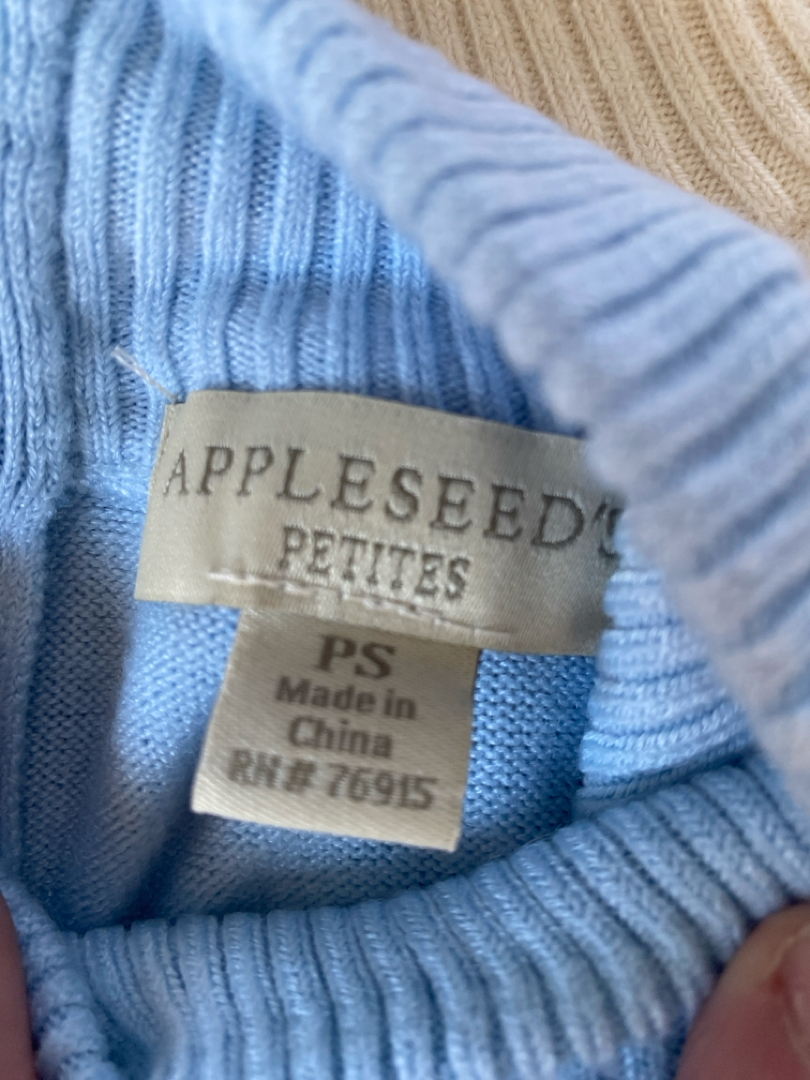 APPLESEED'S
PETITES
PS
Made in
China
RN# 76915